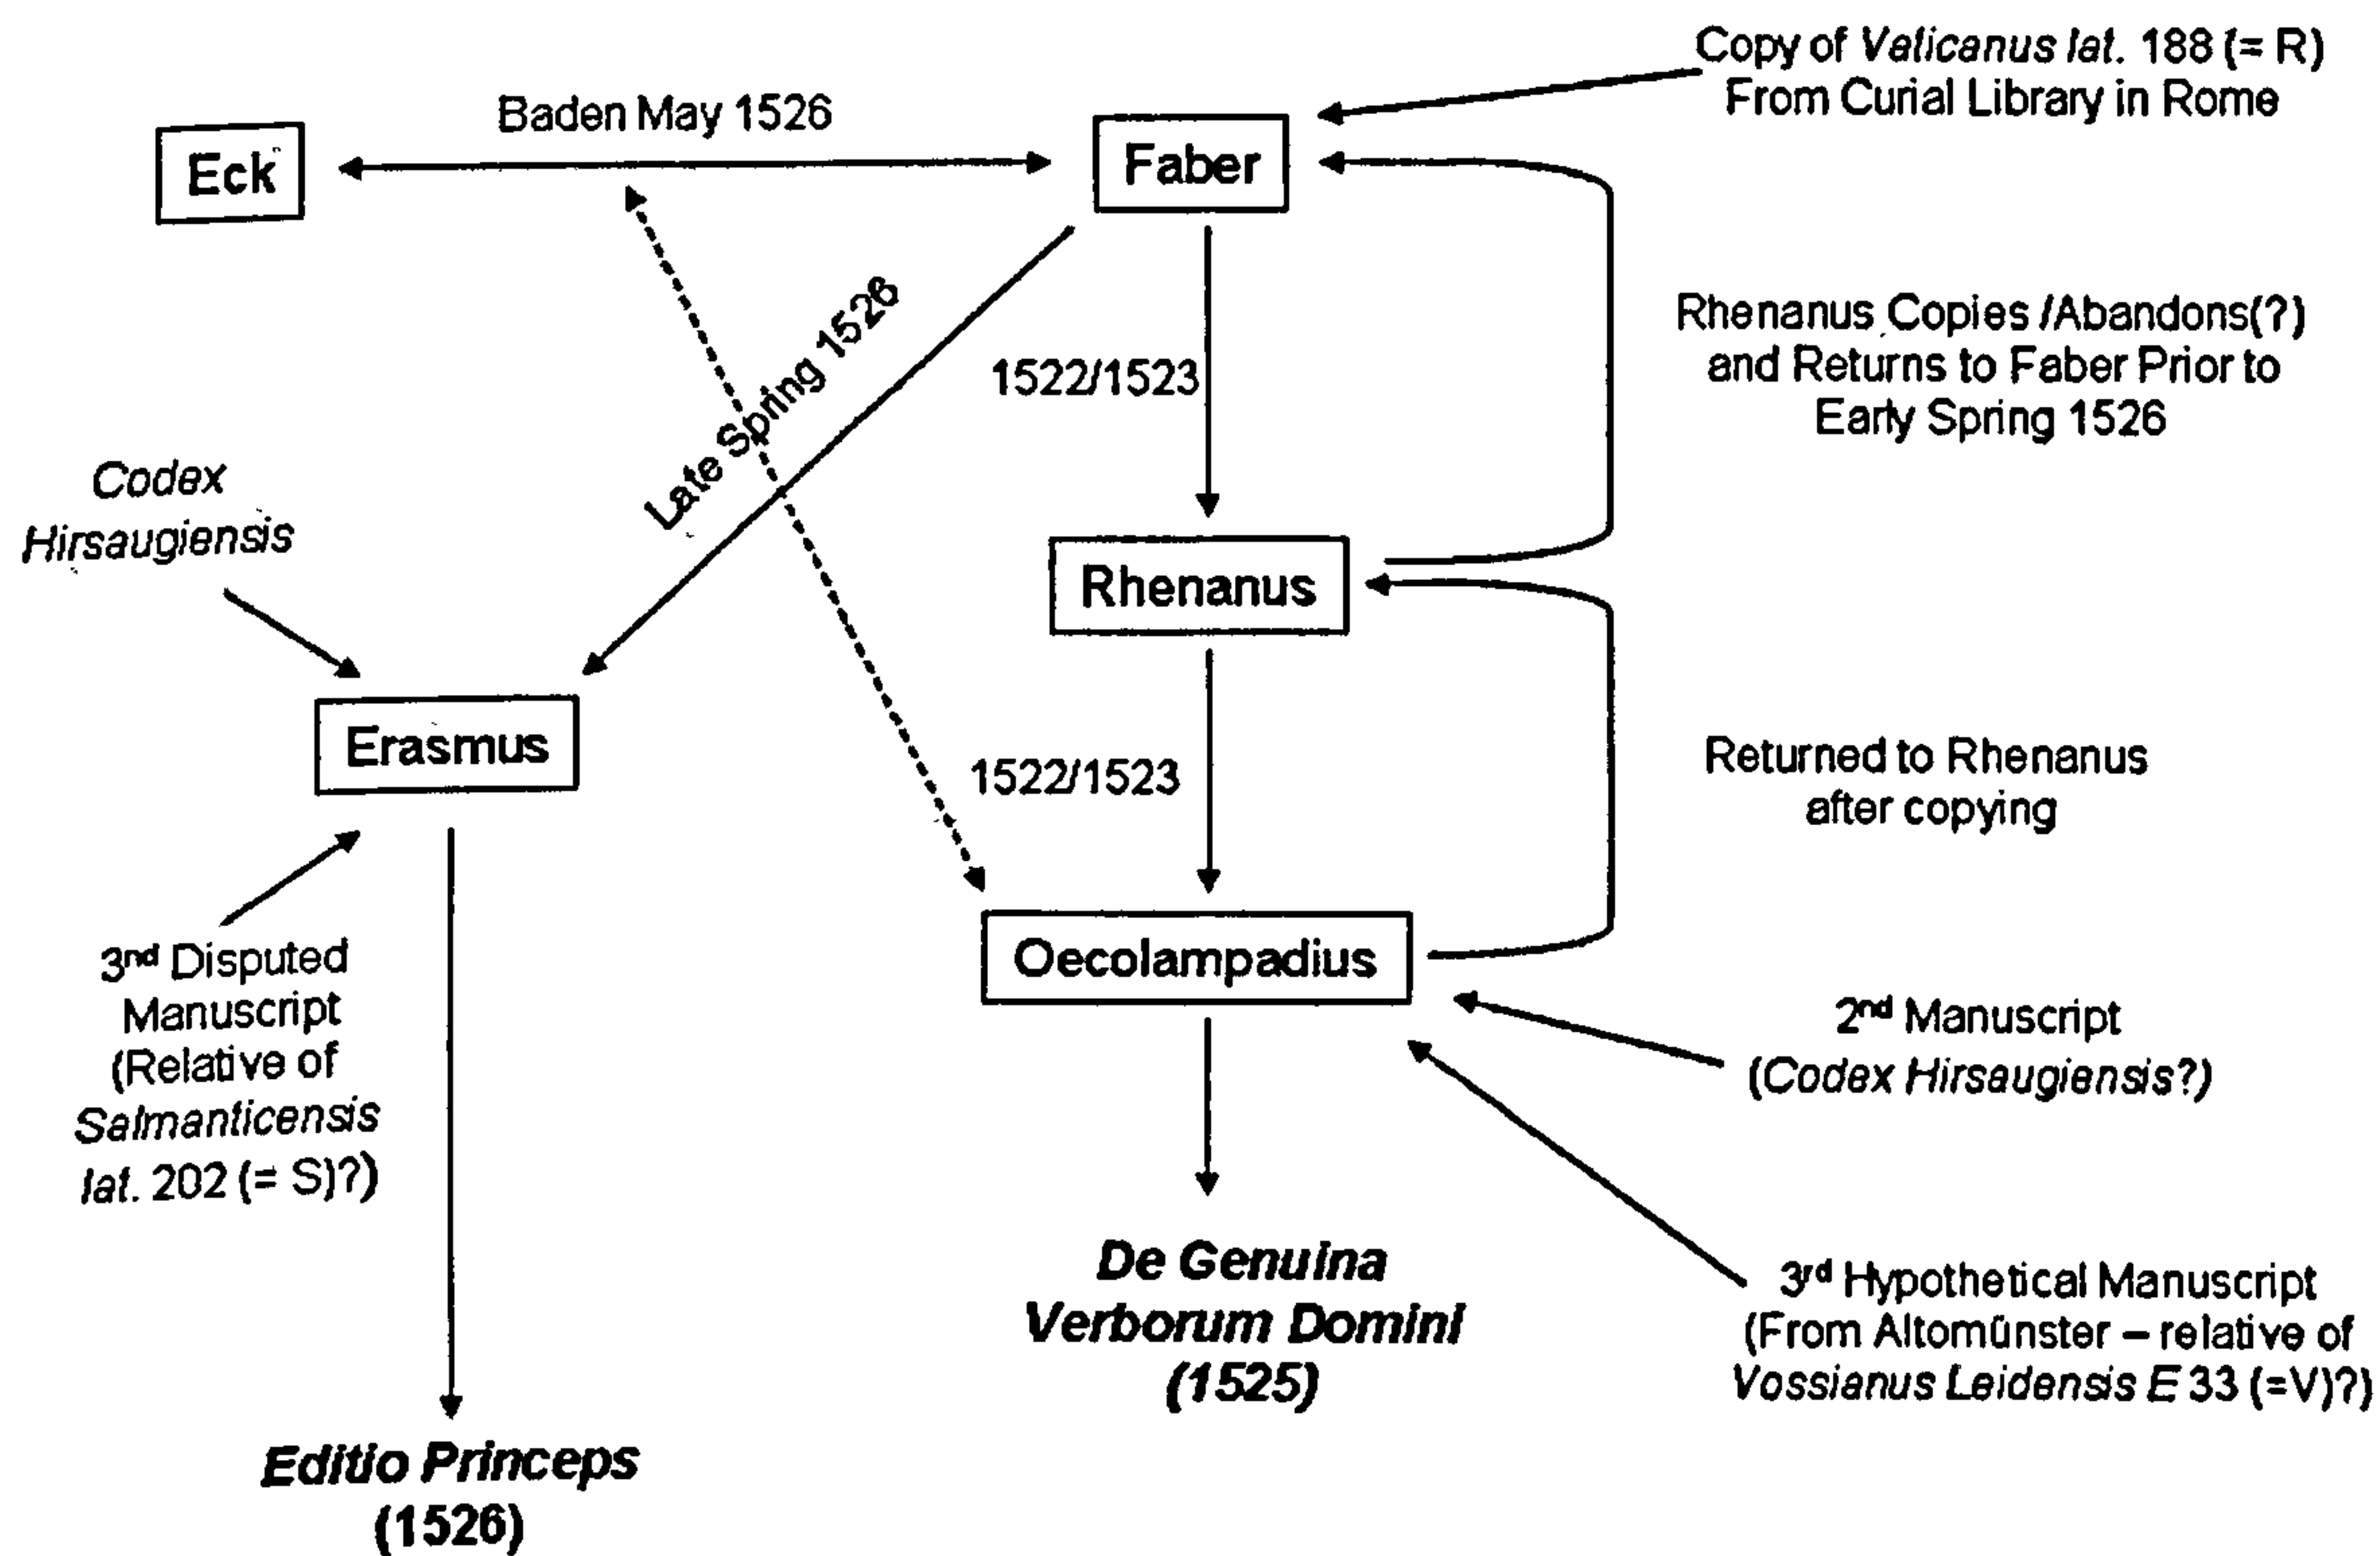 Copy of Vaticanus lat. 188 (= R)
From Curial Library in Rome
Baden May 1526
Eck
Faber
Late Spring 1526
1522/1523
Rhenanus Copies /Abandons(?)
and Returns to Faber Prior to
Early Spring 1526
Codex
Hirsaugiensis
Rhenanus
Erasmus
1522/1523
Returned to Rhenanus
after copying
3nd Disputed
Manuscript
(Relative of
Salmanticensis
lat. 202 (= S)?)
Oecolampadius
2nd Manuscript
(Codex Hirsaugiensis?)
De Genuina
Verborum Domini
(1525)
3rd Hypothetical Manuscript
(From Altomünster – relative of
Vossianus Leidensis E 33 (=V)?)
Editio Princeps
(1526)